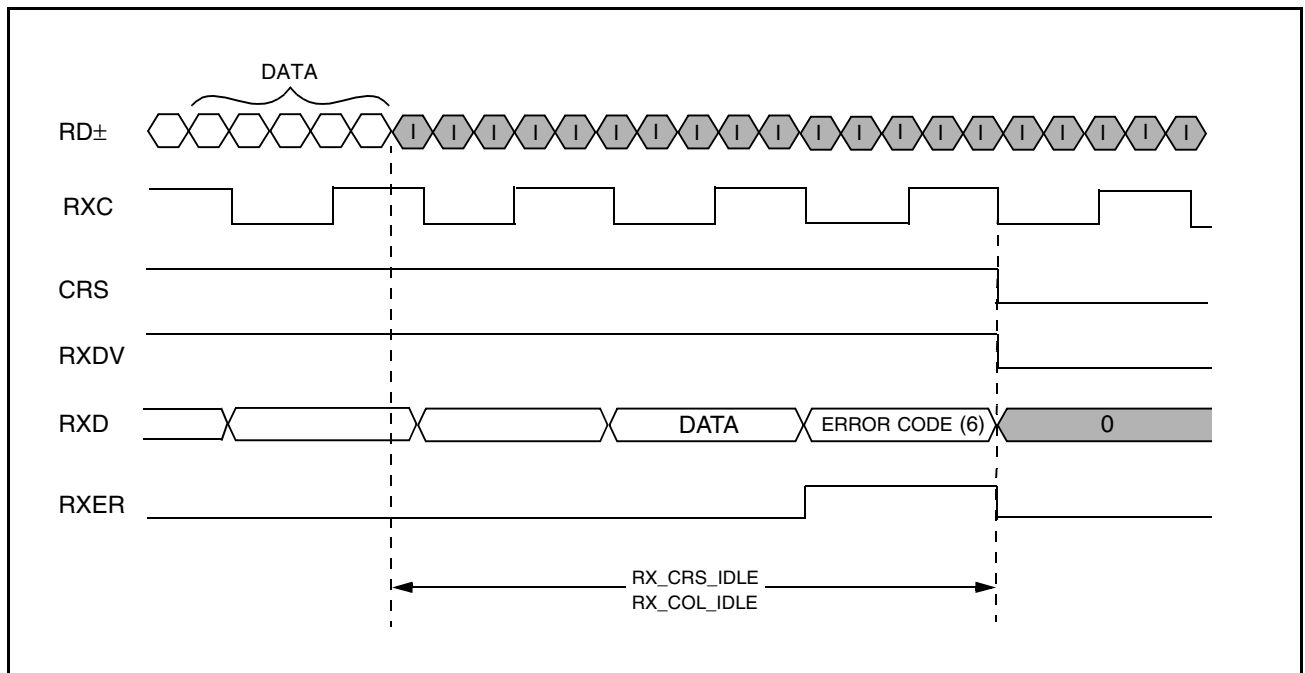 DATA
RD± I I I I I I I I I I I I I I I I I I I I
RXC
CRS
RXDV
RXD DATA ERROR CODE (6) 0
RXER
RX_CRS_IDLE
RX_COL_IDLE